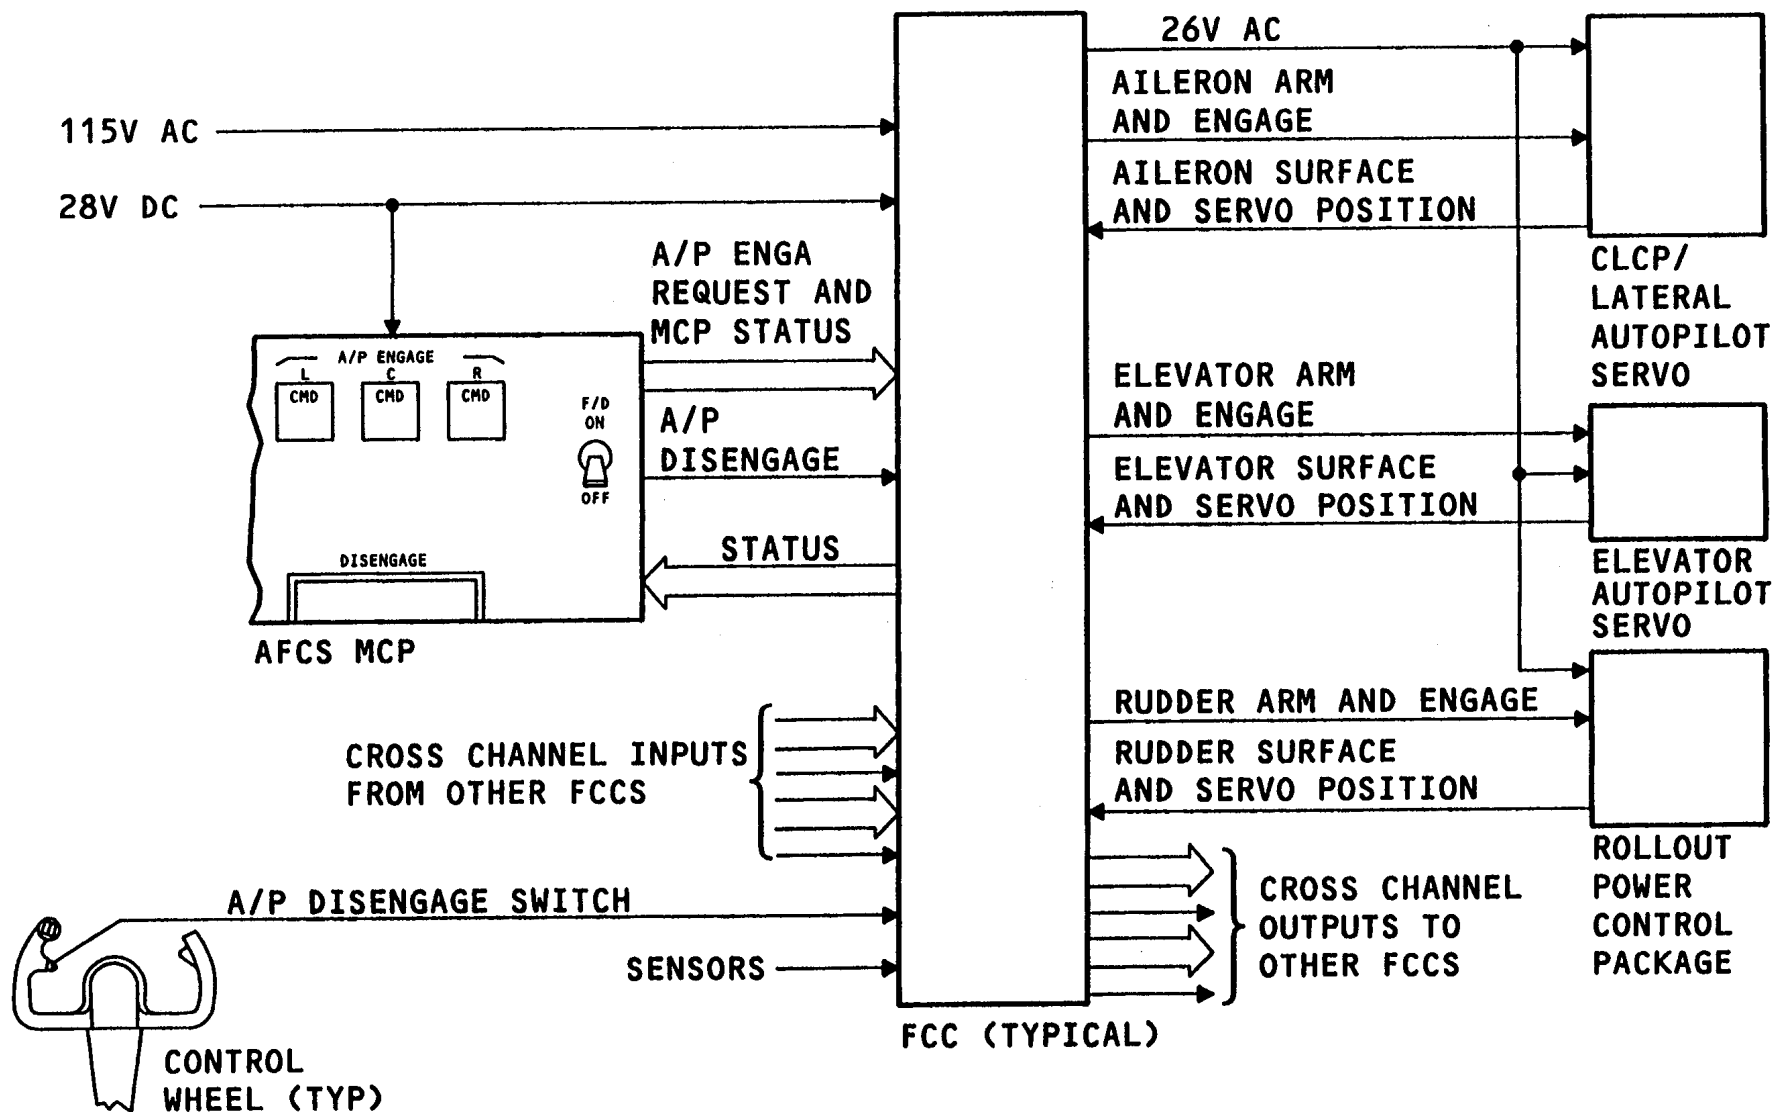 115V AC
28V DC
A/P ENGA
REQUEST AND
MCP STATUS
A/P ENGAGE
L C R
CMD CMD CMD
F/D
ON
OFF
A/P
DISENGAGE
STATUS
DISENGAGE
AFCS MCP
CROSS CHANNEL INPUTS
FROM OTHER FCCS
A/P DISENGAGE SWITCH
SENSORS
CONTROL
WHEEL (TYP)
FCC (TYPICAL)
26V AC
AILERON ARM
AND ENGAGE
AILERON SURFACE
AND SERVO POSITION
CLCP/
LATERAL
AUTOPILOT
SERVO
ELEVATOR ARM
AND ENGAGE
ELEVATOR SURFACE
AND SERVO POSITION
ELEVATOR
AUTOPILOT
SERVO
RUDDER ARM AND ENGAGE
RUDDER SURFACE
AND SERVO POSITION
ROLLOUT
POWER
CONTROL
PACKAGE
CROSS CHANNEL
OUTPUTS TO
OTHER FCCS